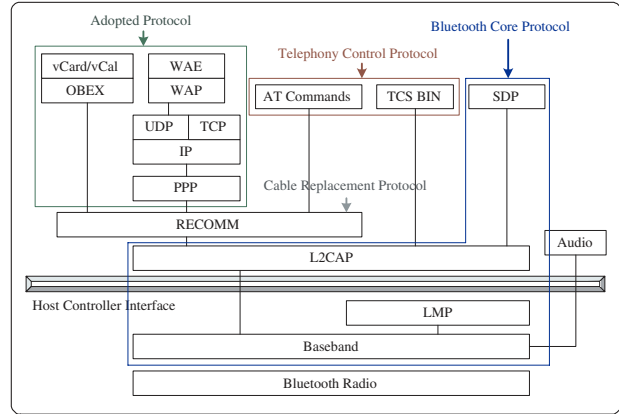 Adopted Protocol
Bluetooth Core Protocol
Telephony Control Protocol
vCard/vCal
WAE
OBEX
WAP
AT Commands
TCS BIN
SDP
UDP
TCP
IP
PPP
Cable Replacement Protocol
RECOMM
Audio
L2CAP
Host Controller Interface
LMP
Baseband
Bluetooth Radio